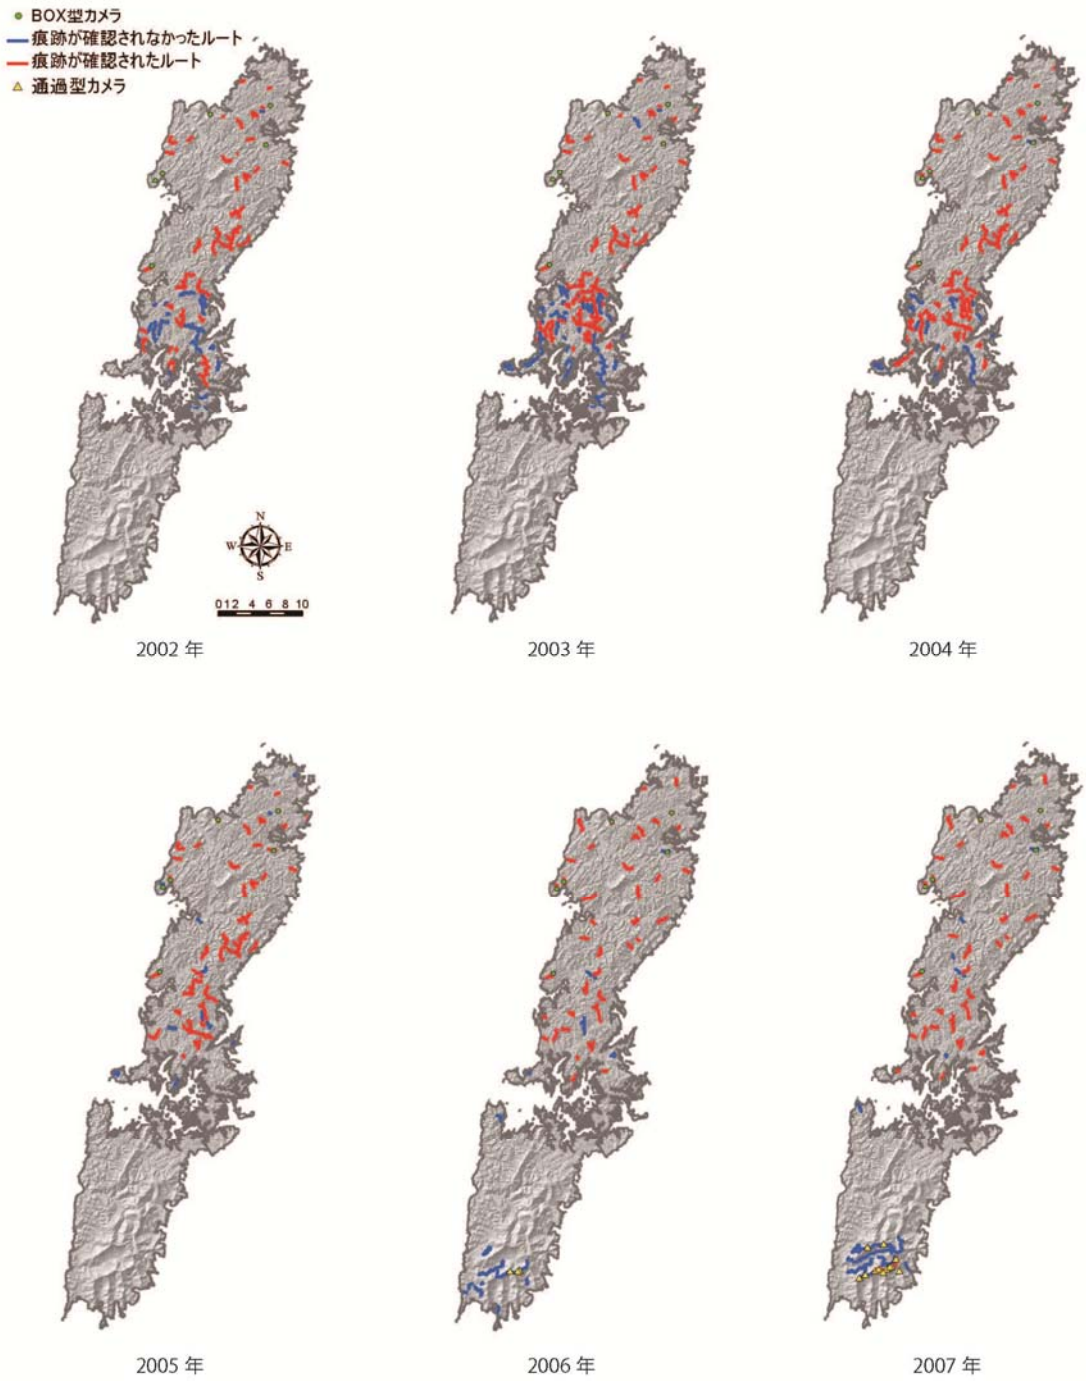 BOX型カメラ
痕跡が確認されなかったルート
痕跡が確認されたルート
通過型カメラ
N
W E
S
0 1 2 4 6 8 10
2002 年
2003 年
2004 年
2005 年
2006 年
2007 年